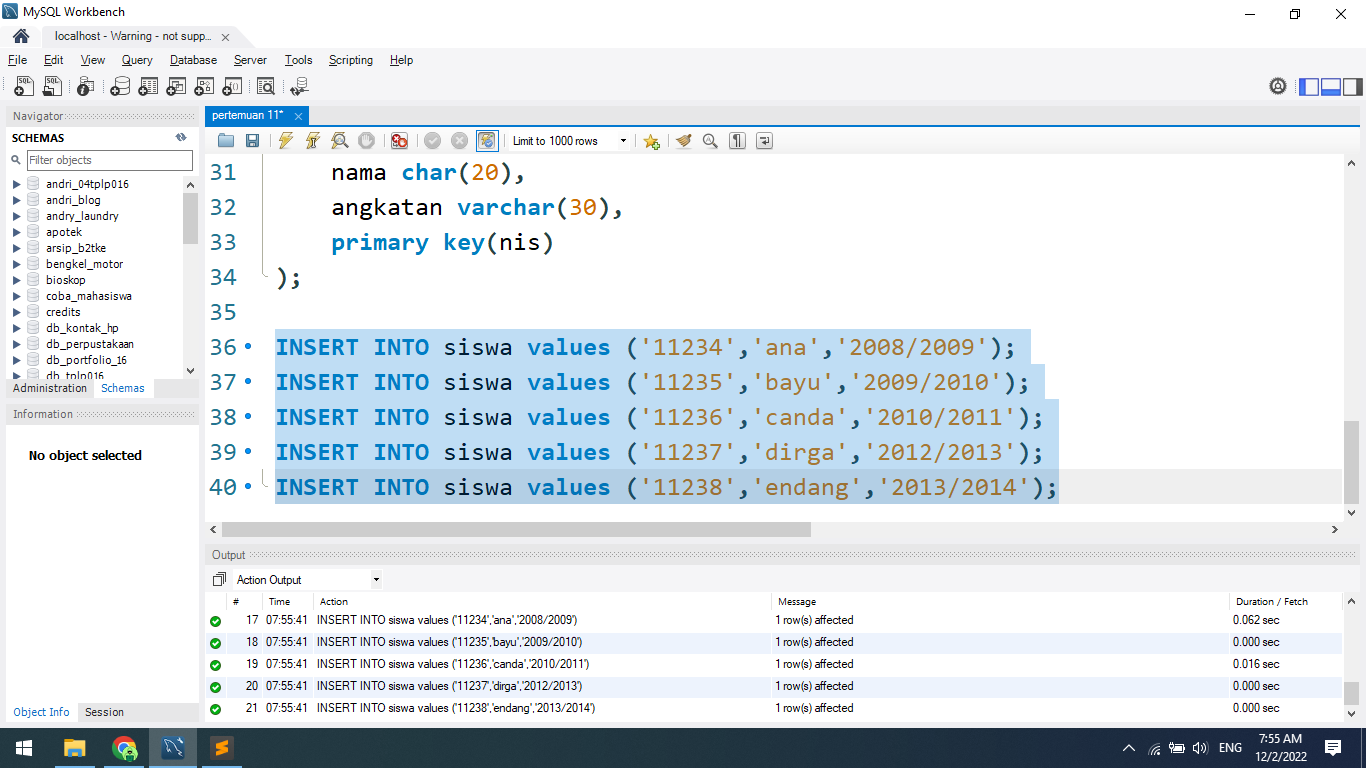 MySQL Workbench
localhost - Warning - not supp...
File Edit View Query Database Server Tools Scripting Help
Navigator
SCHEMAS
Filter objects
andri_04tplp016
andri_blog
andry_laundry
apotek
arsip_b2tke
bengkel_motor
bioskop
coba_mahasiswa
credits
db_kontak_hp
db_perpustakaan
db_portfolio_16
db_tplp016
Administration Schemas
Information
No object selected
Object Info Session
pertemuan 11*
Limit to 1000 rows
31 nama char(20),
32 angkatan varchar(30),
33 primary key(nis)
34 );
35
36 INSERT INTO siswa values ('11234','ana','2008/2009');
37 INSERT INTO siswa values ('11235','bayu','2009/2010');
38 INSERT INTO siswa values ('11236','canda','2010/2011');
39 INSERT INTO siswa values ('11237','dirga','2012/2013');
40 INSERT INTO siswa values ('11238','endang','2013/2014');
Output
Action Output
# Time Action Message Duration / Fetch
17 07:55:41 INSERT INTO siswa values ('11234','ana','2008/2009') 1 row(s) affected 0.062 sec
18 07:55:41 INSERT INTO siswa values ('11235','bayu','2009/2010') 1 row(s) affected 0.000 sec
19 07:55:41 INSERT INTO siswa values ('11236','canda','2010/2011') 1 row(s) affected 0.016 sec
20 07:55:41 INSERT INTO siswa values ('11237','dirga','2012/2013') 1 row(s) affected 0.000 sec
21 07:55:41 INSERT INTO siswa values ('11238','endang','2013/2014') 1 row(s) affected 0.000 sec
ENG
7:55 AM
12/2/2022